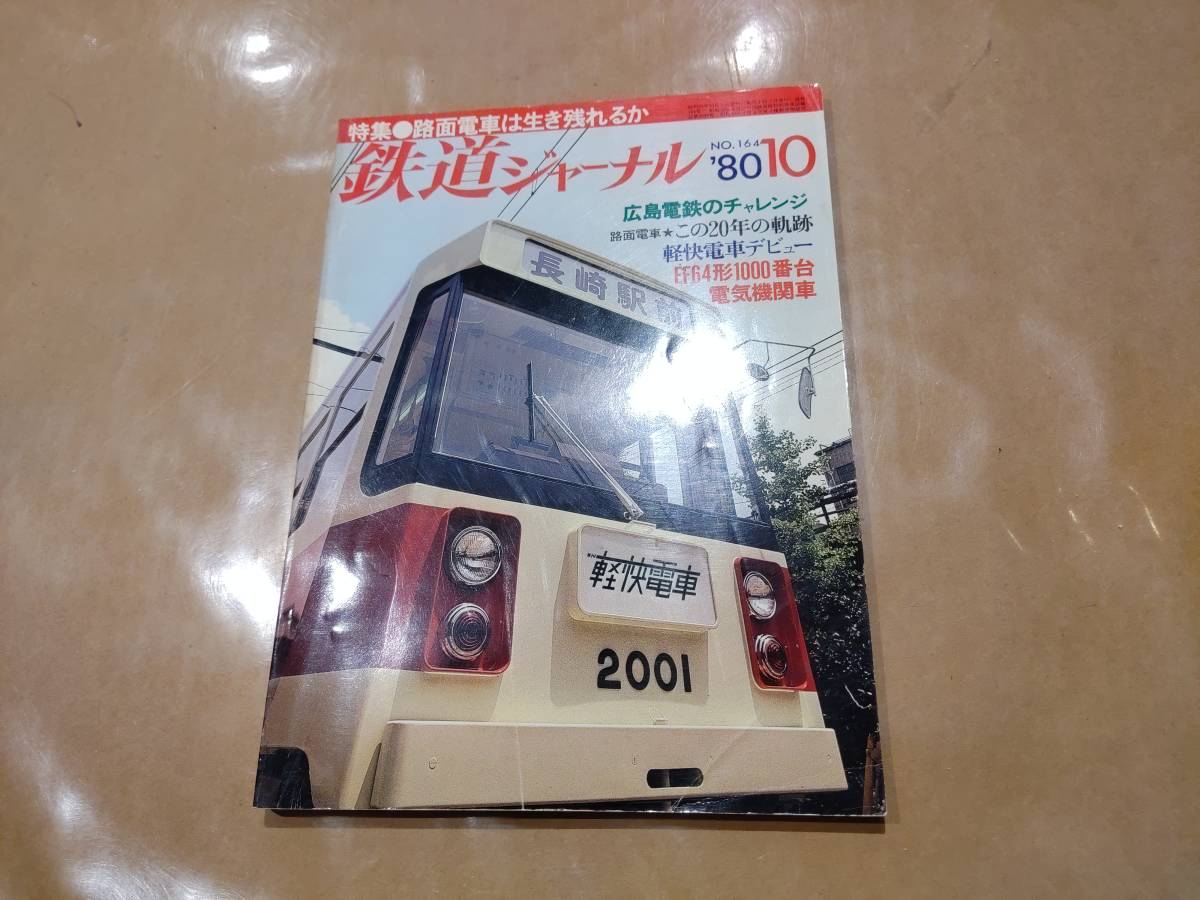 特集●路面電車は生き残れるか
鉄道ジャーナル
NO.164
'80 10
広島電鉄のチャレンジ
路面電車★この20年の軌跡
軽快電車デビュー
EF64形1000番台
電気機関車
長崎駅前
軽快電車
2001